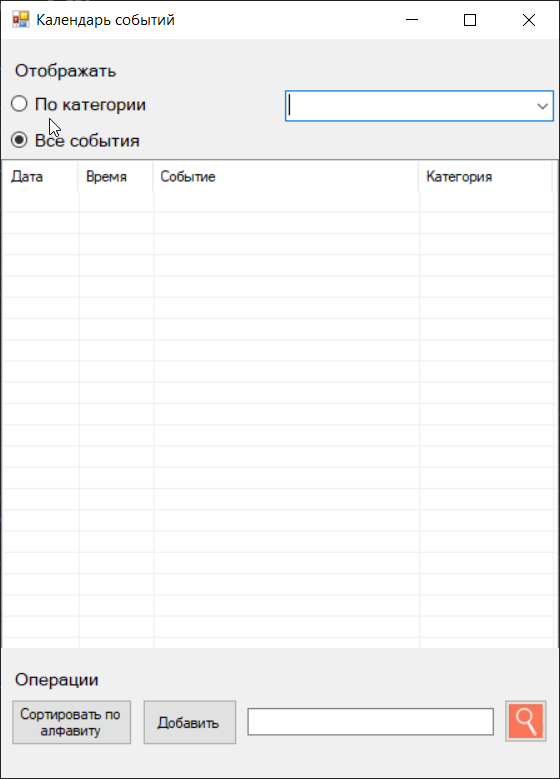 Календарь событий
Отображать
По категории
Все события
Дата Время Событие Категория
Операции
Сортировать по
алфавиту
Добавить